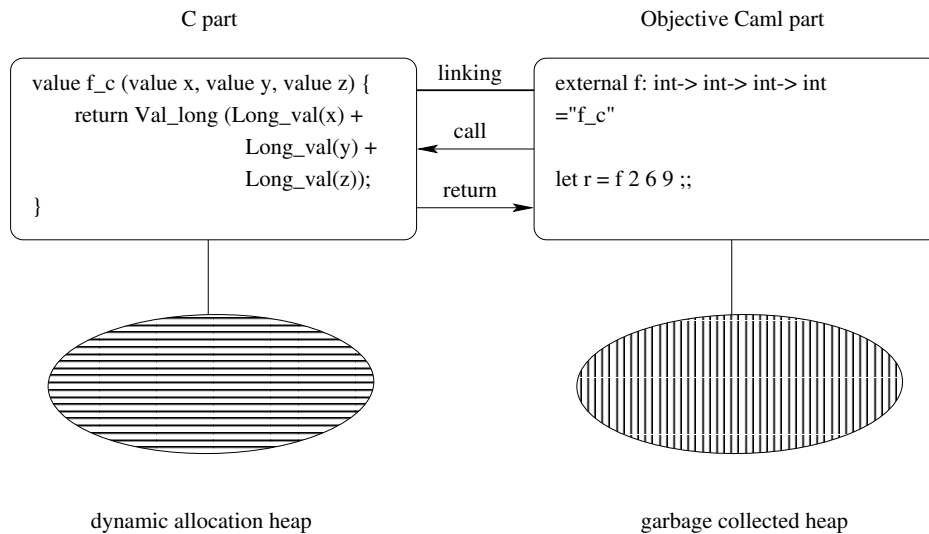 C part
Objective Caml part
value f_c (value x, value y, value z) {
return Val_long (Long_val(x) +
Long_val(y) +
Long_val(z));
}
linking
call
return
external f: int-> int-> int-> int
="f_c"
let r = f 2 6 9 ;;
dynamic allocation heap
garbage collected heap